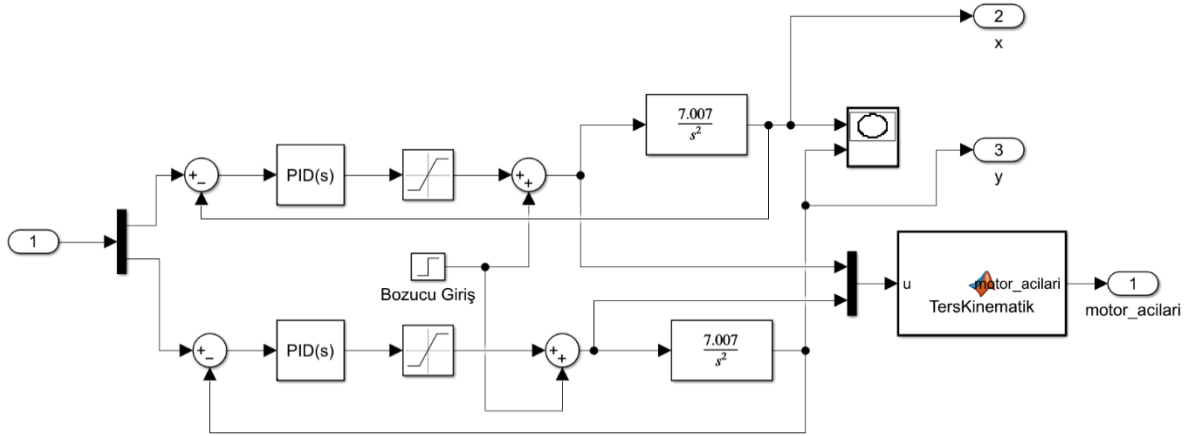 2
x
7.007
s²
3
y
+
−
PID(s)
+
+
1
Bozucu Giriş
u
motor_acilari
TersKinematik
1
motor_acilari
+
−
PID(s)
+
+
7.007
s²